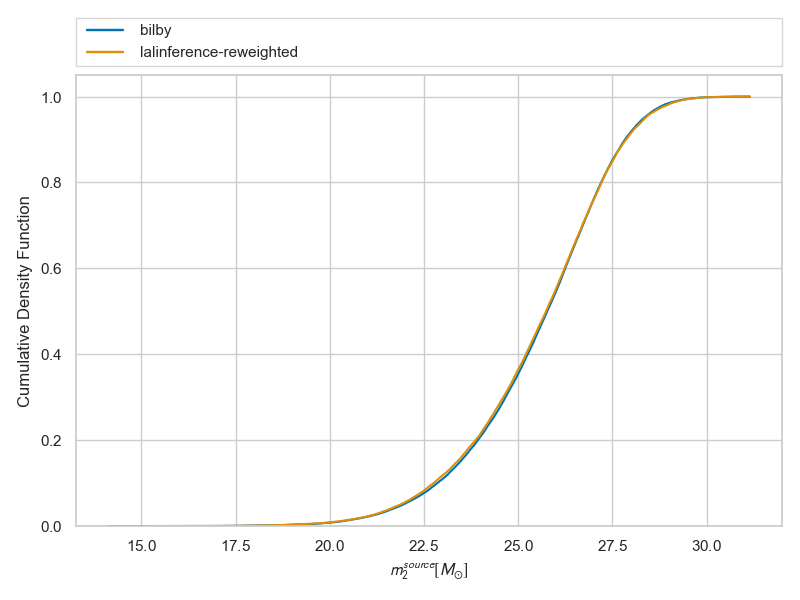 bilby
lalinference-reweighted
1.0
0.8
0.6
0.4
0.2
0.0
Cumulative Density Function
15.0 17.5 20.0 22.5 25.0 27.5 30.0
$m_2^{source}[M_\odot]$